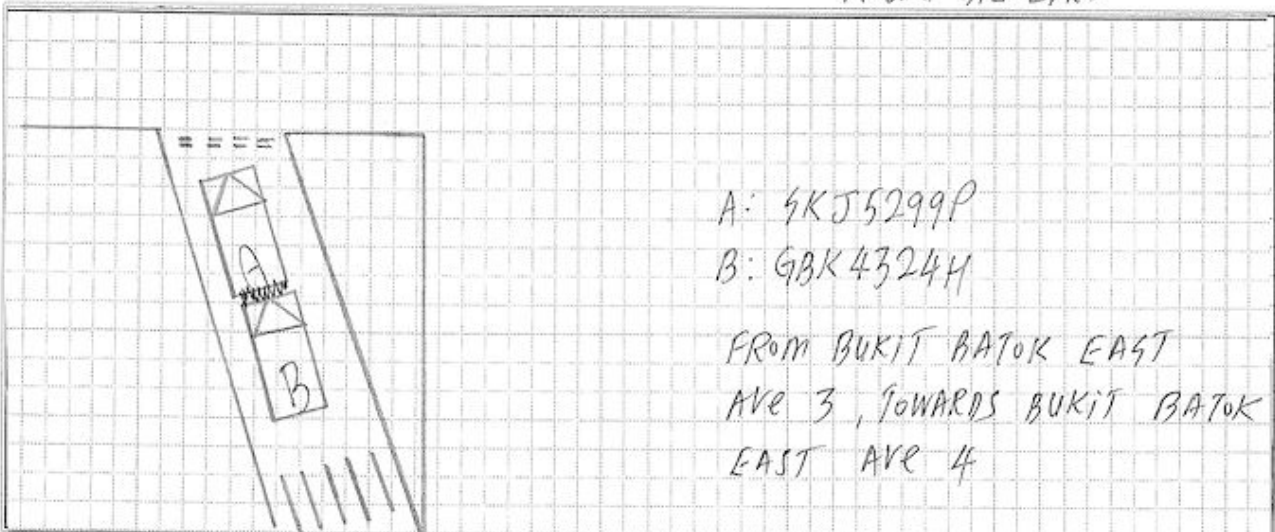 A
B
A: SKJ5299P
B: GBK4324H
FROM BUKIT BATOK EAST
AVE 3, TOWARDS BUKIT BATOK
EAST AVE 4